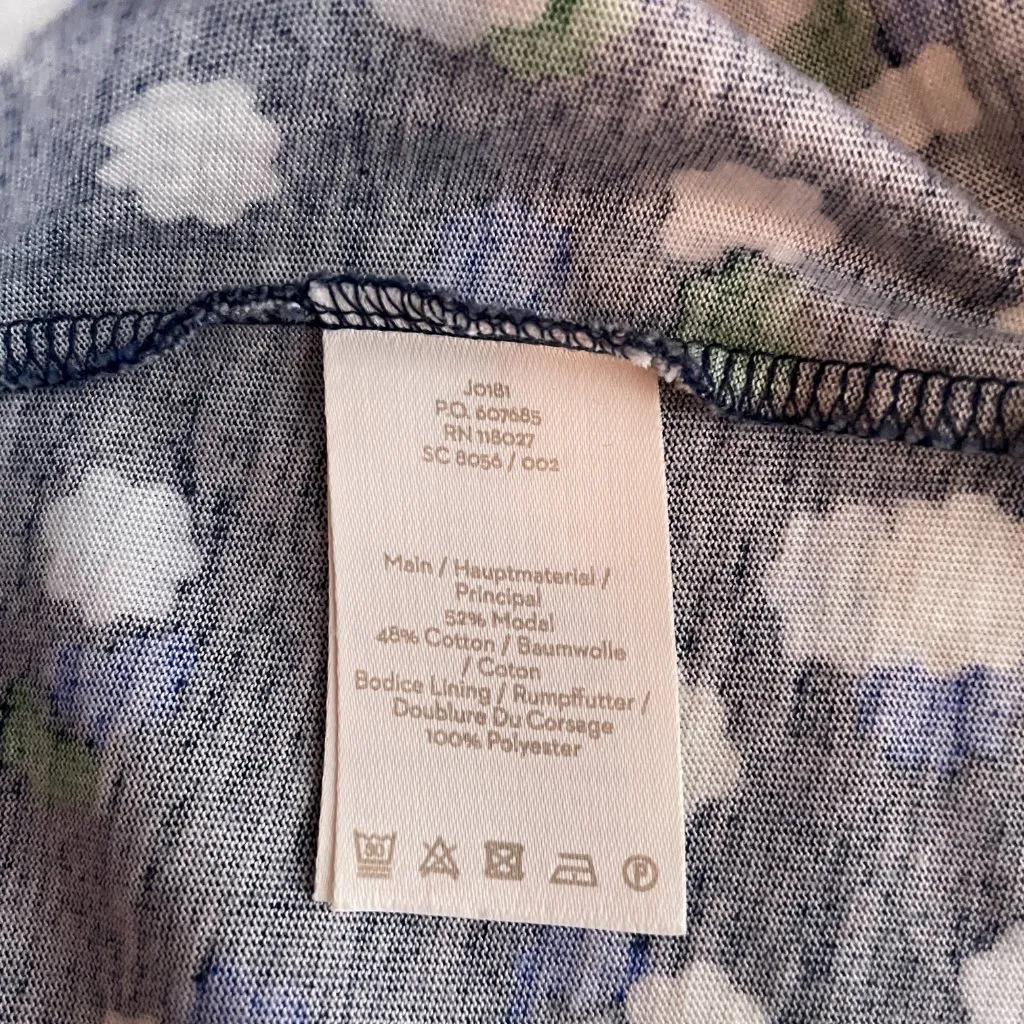 J0181
P.O. 607685
RN 118027
SC 8056 / 002
Main / Hauptmaterial /
Principal
52% Modal
48% Cotton / Baumwolle
/ Coton
Bodice Lining / Rumpffutter /
Doublure Du Corsage
100% Polyester
30
P